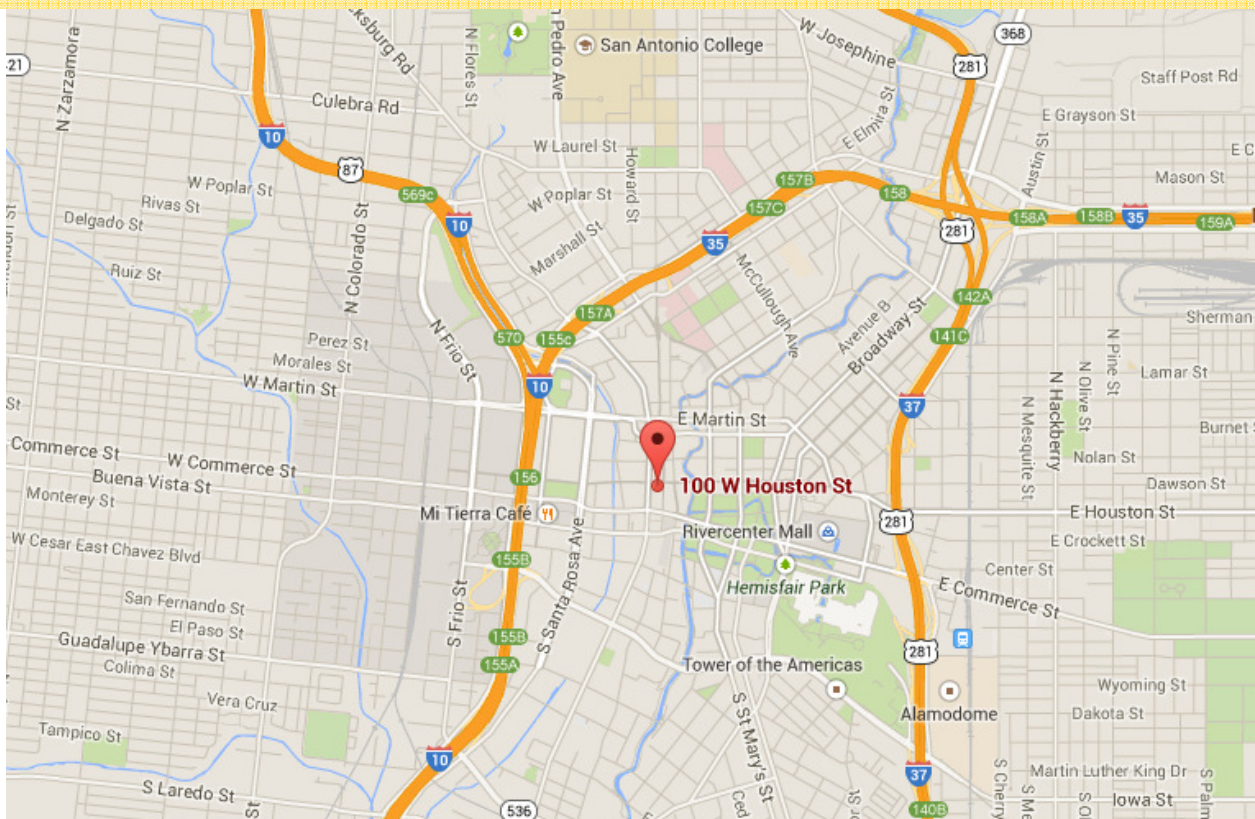 cksburg Rd
N Flores St
n Pedro Ave
San Antonio College
W Josephine
368
281
Staff Post Rd
21
N Zarzamora
Culebra Rd
10
87
W Laurel St
Howard St
E Elmira St
E Grayson St
Austin St
E C
Mason St
W Poplar St
Rivas St
Delgado St
569c
10
W Poplar St
157B
157C
158
158A
158B
35
159A
281
Marshall St
35
McCullough Ave
Ruiz St
N Colorado St
N Frio St
157A
155c
570
Avenue B
Broadway St
142A
141C
Sherman
Perez St
Morales St
W Martin St
10
E Martin St
37
N Pine St
N Olive St
N Hackberry
N Mesquite St
Lamar St
Burnet
St
Nolan St
Commerce St
W Commerce St
Buena Vista St
Monterey St
156
100 W Houston St
Dawson St
Mi Tierra Café
Rivercenter Mall
281
E Houston St
E Crockett St
W Cesar East Chavez Blvd
155B
S Santa Rosa Ave
Hemisfair Park
Center St
E Commerce St
San Fernando St
El Paso St
Guadalupe Ybarra St
Colima St
S Frio St
155B
155A
281
Tower of the Americas
Alamodome
Wyoming St
Dakota St
Vera Cruz
Tampico St
S St Mary's St
10
37
Martin Luther King Dr
S Laredo St
St
536
Ced
140B
S Cherry
S Me
Iowa St
S Palm